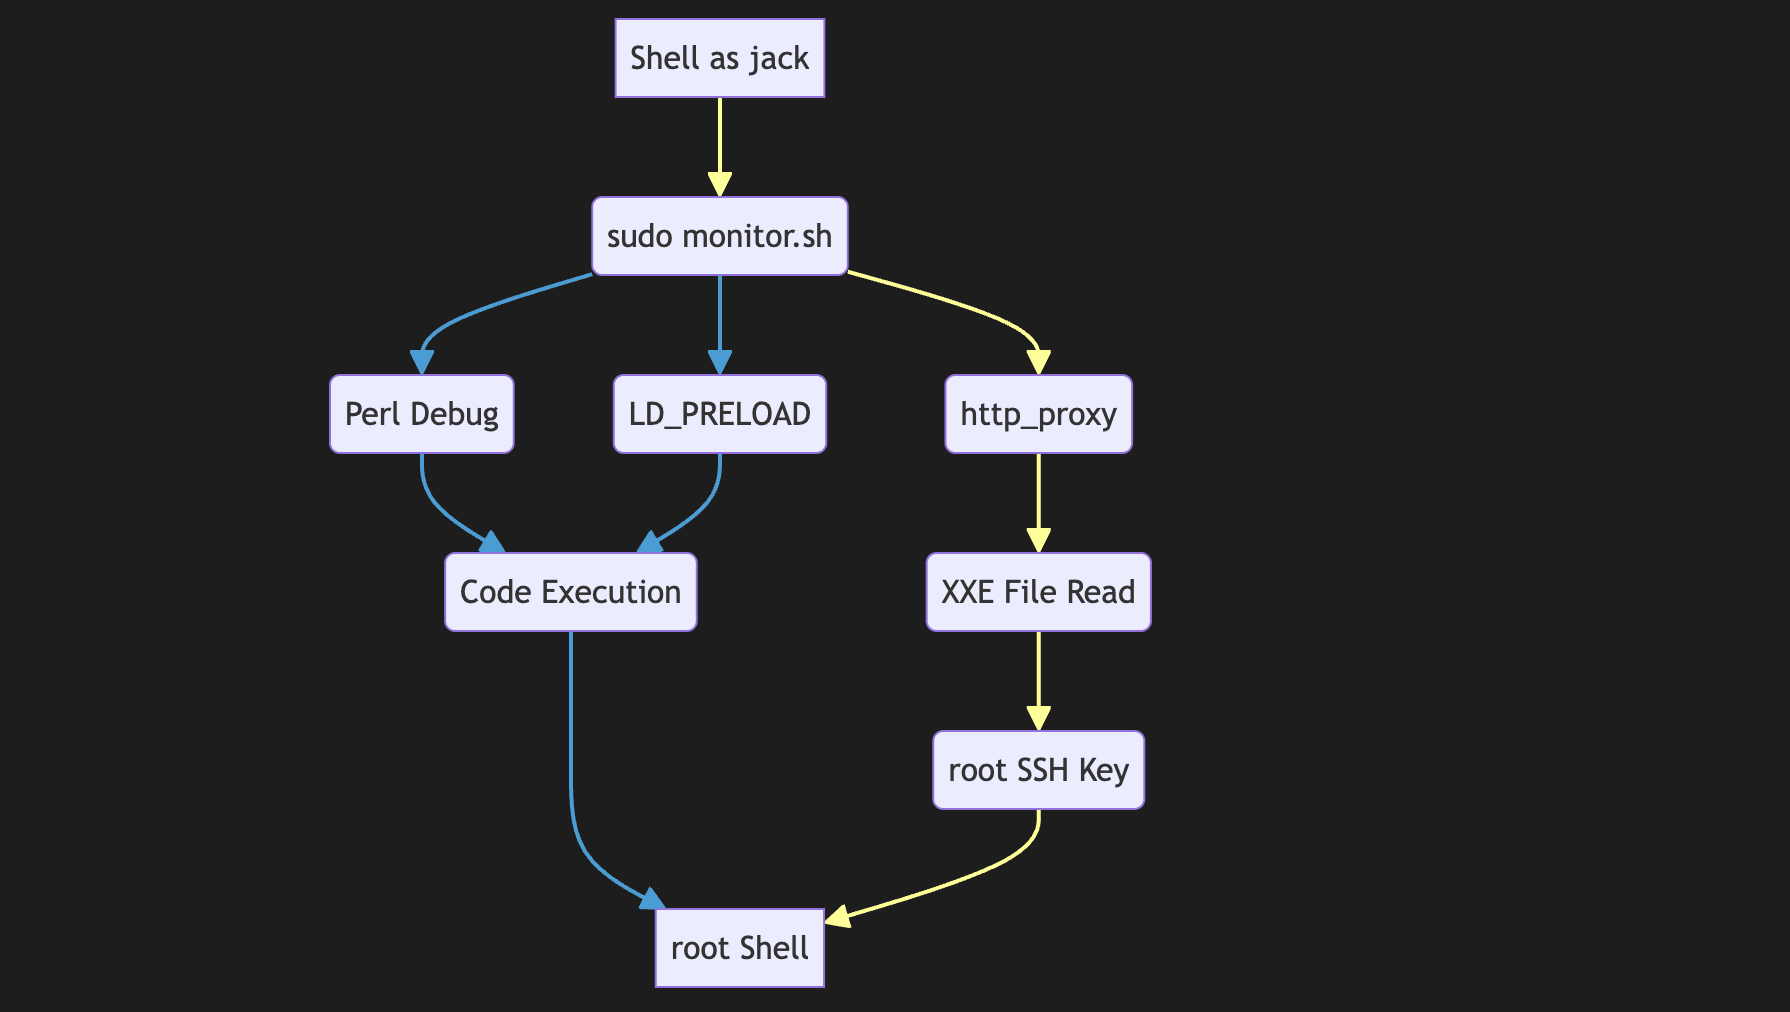 Shell as jack
sudo monitor.sh
Perl Debug
LD_PRELOAD
http_proxy
Code Execution
XXE File Read
root SSH Key
root Shell